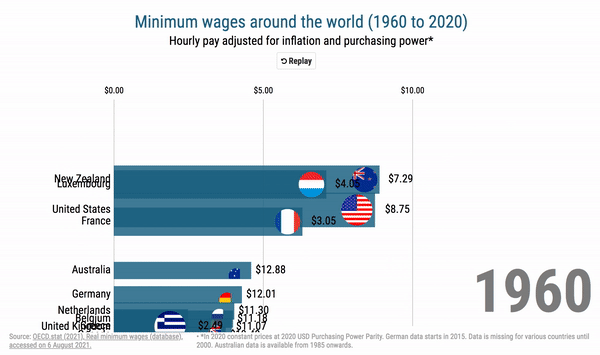 Minimum wages around the world (1960 to 2020)
Hourly pay adjusted for inflation and purchasing power*
Replay
$0.00 $5.00 $10.00
New Zealand $7.29
Luxembourg $4.05
United States $8.75
France $3.05
Australia $12.88
Germany $12.01
Netherlands $11.30
Belgium $11.18
United Kingdom $2.49 $11.07
1960
Source: OECD.stat (2021), Real minimum wages (database),
accessed on 6 August 2021.
• *In 2020 constant prices at 2020 USD Purchasing Power Parity. German data starts in 2015. Data is missing for various countries until
2000. Australian data is available from 1985 onwards.